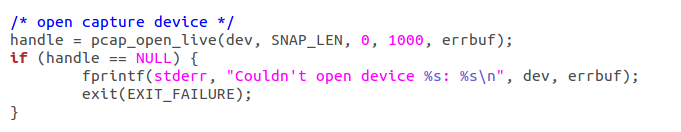 /* open capture device */
handle = pcap_open_live(dev, SNAP_LEN, 0, 1000, errbuf);
if (handle == NULL) {
        fprintf(stderr, "Couldn't open device %s: %s\n", dev, errbuf);
        exit(EXIT_FAILURE);
}